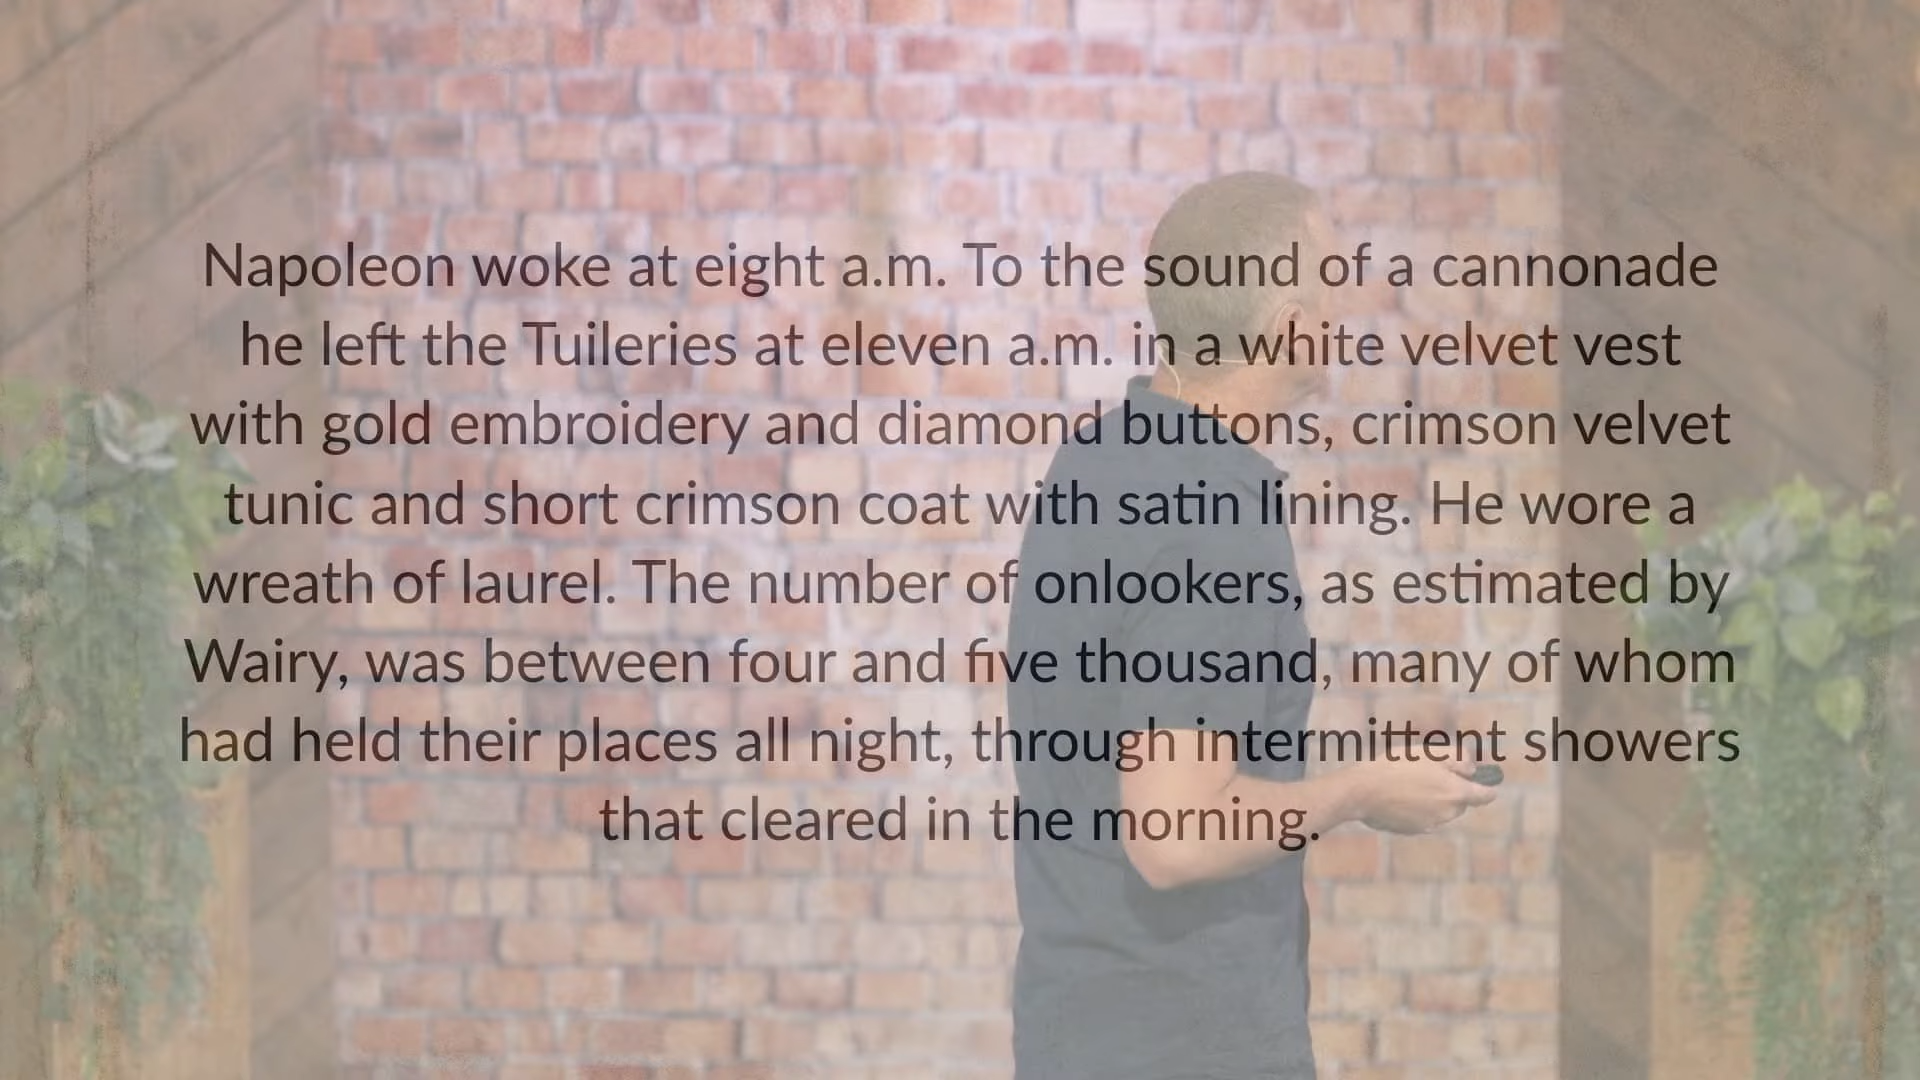 Napoleon woke at eight a.m. To the sound of a cannonade
he left the Tuileries at eleven a.m. in a white velvet vest
with gold embroidery and diamond buttons, crimson velvet
tunic and short crimson coat with satin lining. He wore a
wreath of laurel. The number of onlookers, as estimated by
Wairy, was between four and five thousand, many of whom
had held their places all night, through intermittent showers
that cleared in the morning.